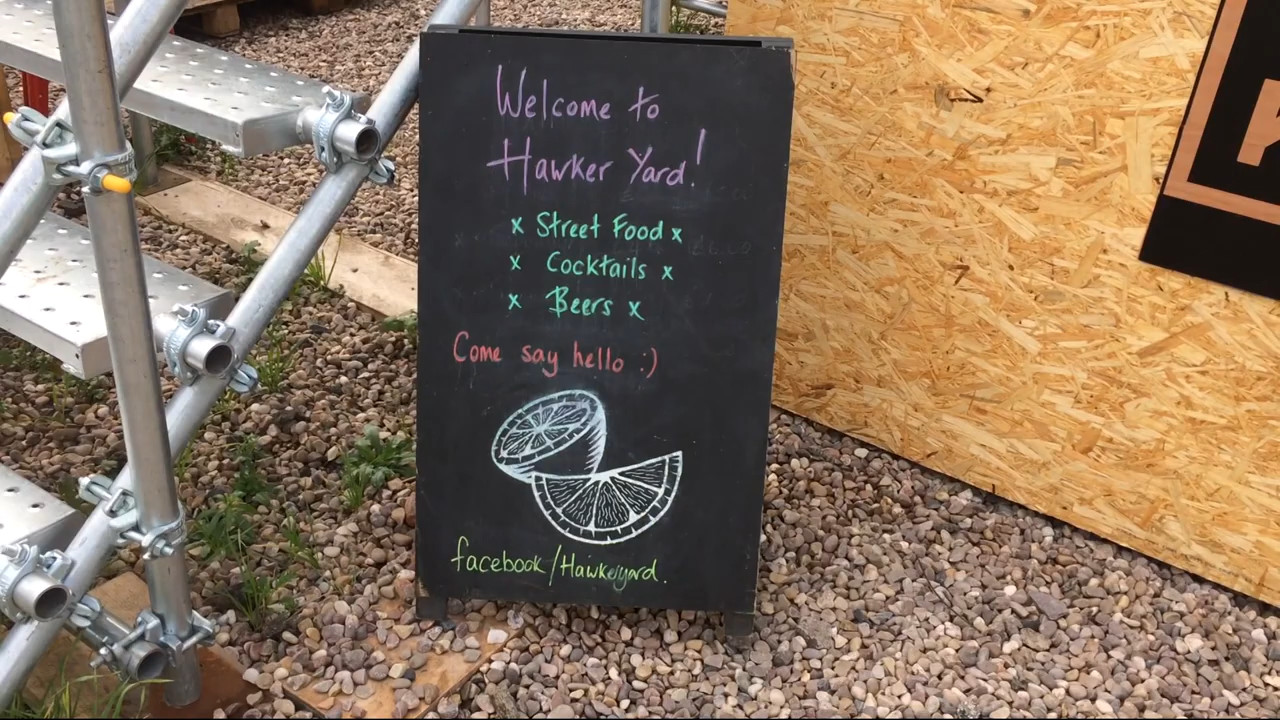 Welcome to
Hawker Yard!
x Street Food x
x Cocktails x
x Beers x
Come say hello :)
facebook/Hawkeryard.